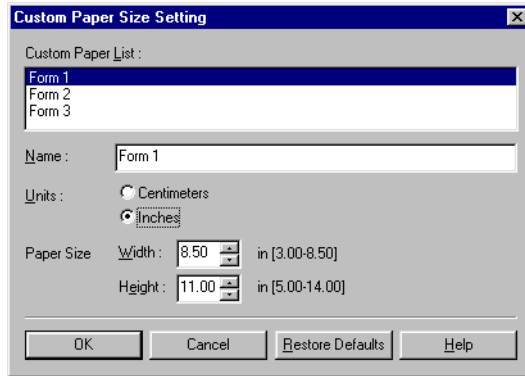 Custom Paper Size Setting
Custom Paper List :
Form 1
Form 2
Form 3
Name : Form 1
Units : Centimeters
Inches
Paper Size Width : 8.50 in [3.00-8.50]
Height : 11.00 in [5.00-14.00]
OK Cancel Restore Defaults Help